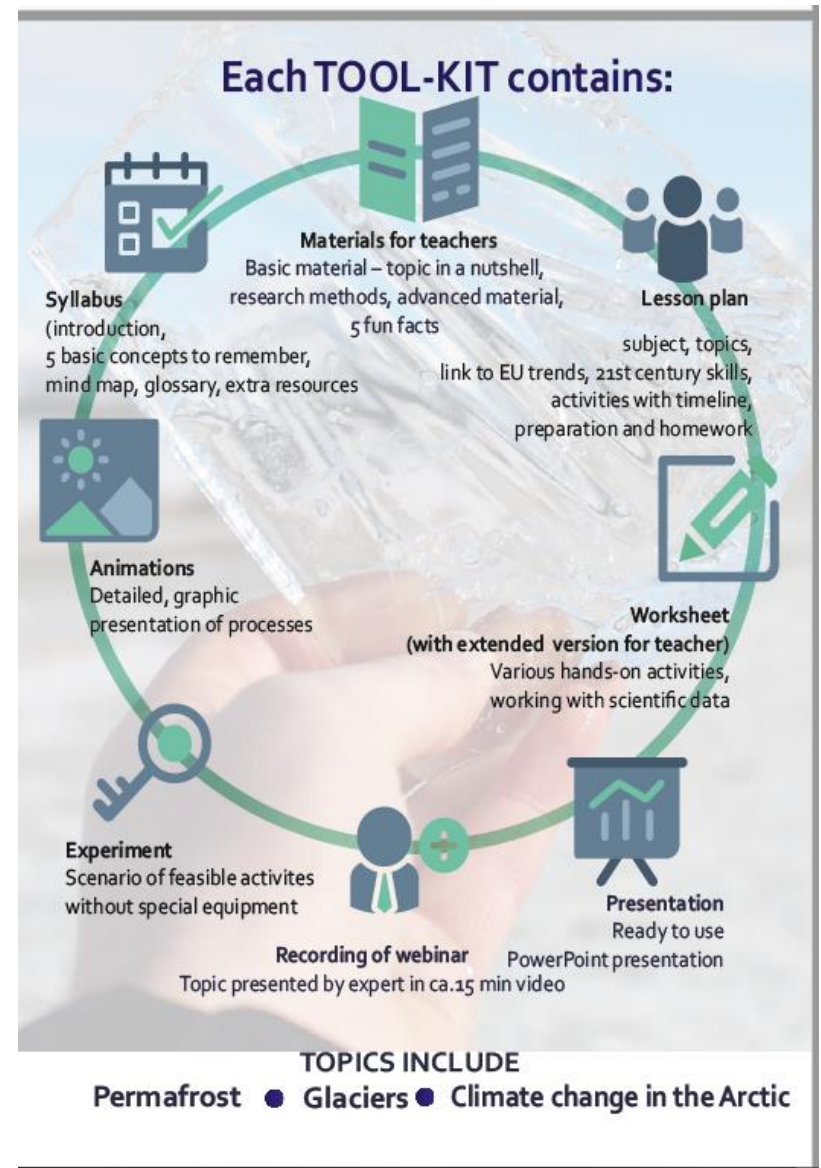 Each TOOL-KIT contains:
Materials for teachers
Basic material – topic in a nutshell,
research methods, advanced material,
5 fun facts
Lesson plan
subject, topics,
link to EU trends, 21st century skills,
activities with timeline,
preparation and homework
Worksheet
(with extended version for teacher)
Various hands-on activities,
working with scientific data
Presentation
Ready to use
PowerPoint presentation
Recording of webinar
Topic presented by expert in ca.15 min video
Experiment
Scenario of feasible activites
without special equipment
Animations
Detailed, graphic
presentation of processes
Syllabus
(introduction,
5 basic concepts to remember,
mind map, glossary, extra resources
TOPICS INCLUDE
Permafrost ● Glaciers ● Climate change in the Arctic